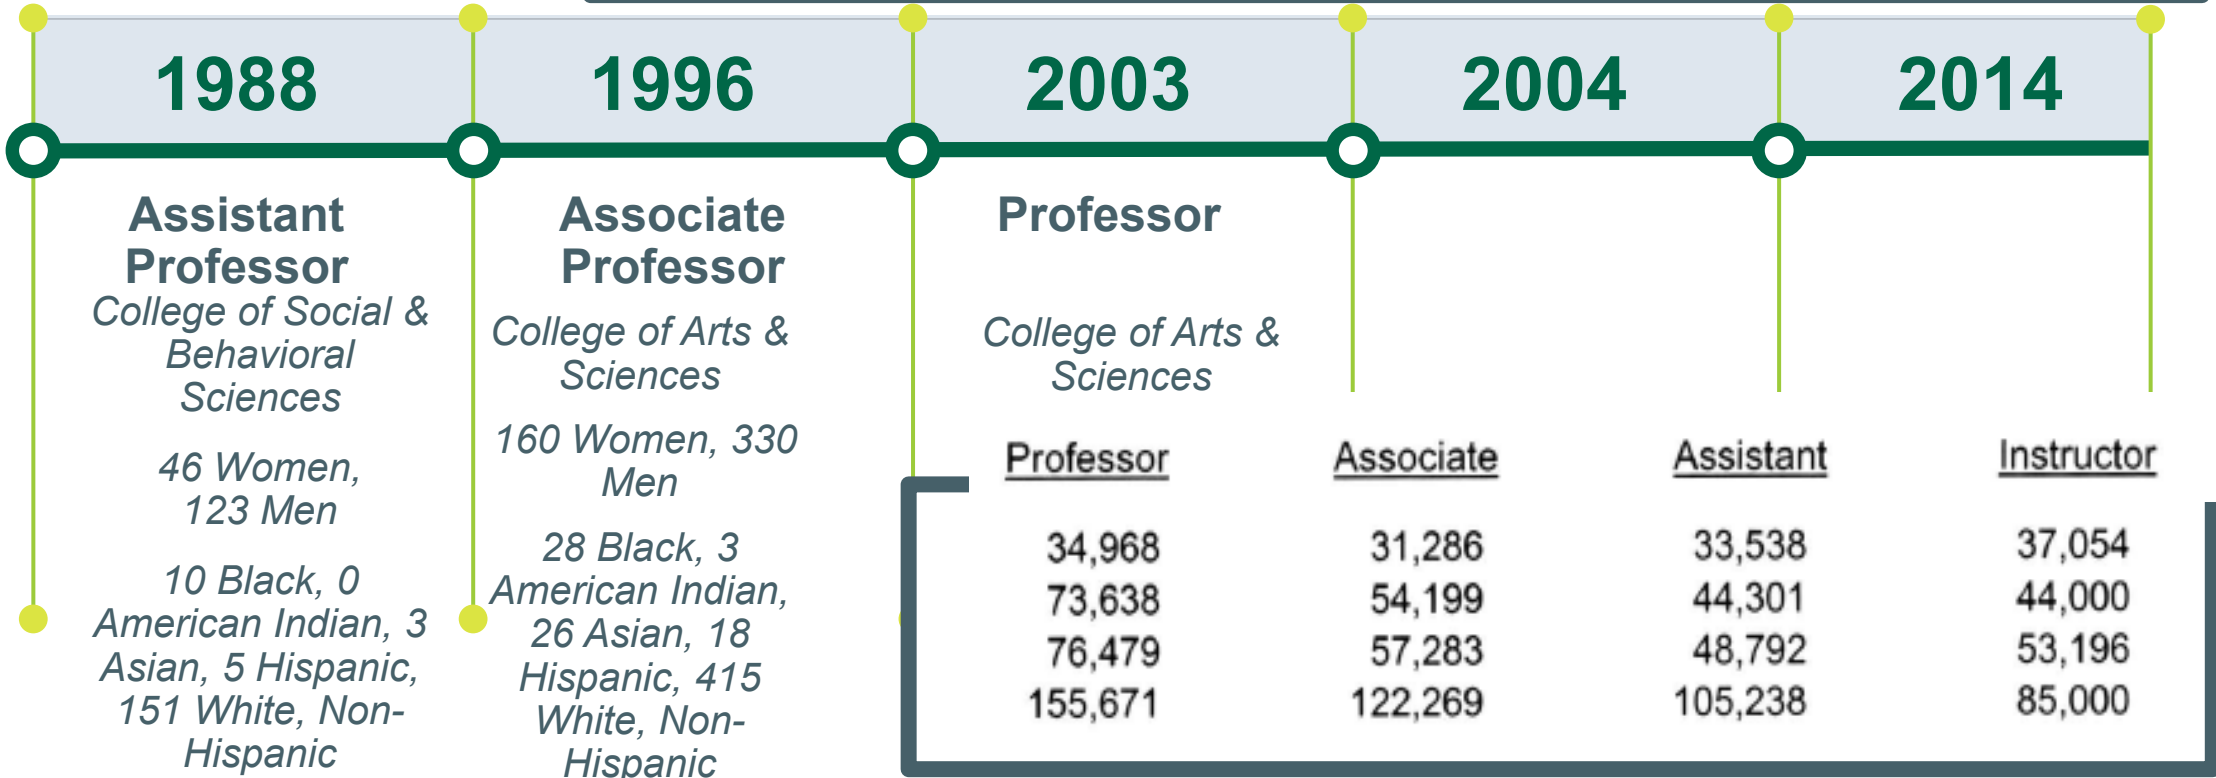 1988
1996
2003
2004
2014
Assistant
Professor
College of Social &
Behavioral
Sciences
46 Women,
123 Men
10 Black, 0
American Indian, 3
Asian, 5 Hispanic,
151 White, Non-
Hispanic
Associate
Professor
College of Arts &
Sciences
160 Women, 330
Men
28 Black, 3
American Indian,
26 Asian, 18
Hispanic, 415
White, Non-
Hispanic
Professor
College of Arts &
Sciences
Professor Associate Assistant Instructor
34,968 31,286 33,538 37,054
73,638 54,199 44,301 44,000
76,479 57,283 48,792 53,196
155,671 122,269 105,238 85,000